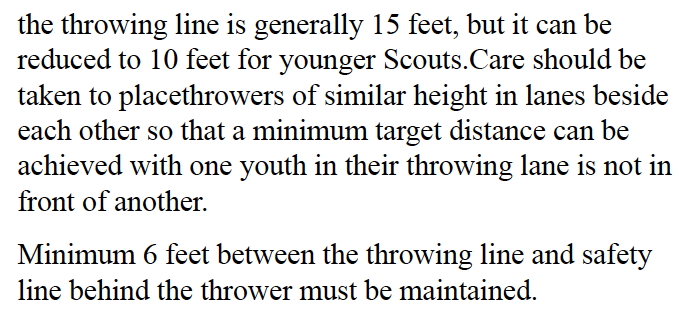 the throwing line is generally 15 feet, but it can be
reduced to 10 feet for younger Scouts.Care should be
taken to placethrowers of similar height in lanes beside
each other so that a minimum target distance can be
achieved with one youth in their throwing lane is not in
front of another.
Minimum 6 feet between the throwing line and safety
line behind the thrower must be maintained.